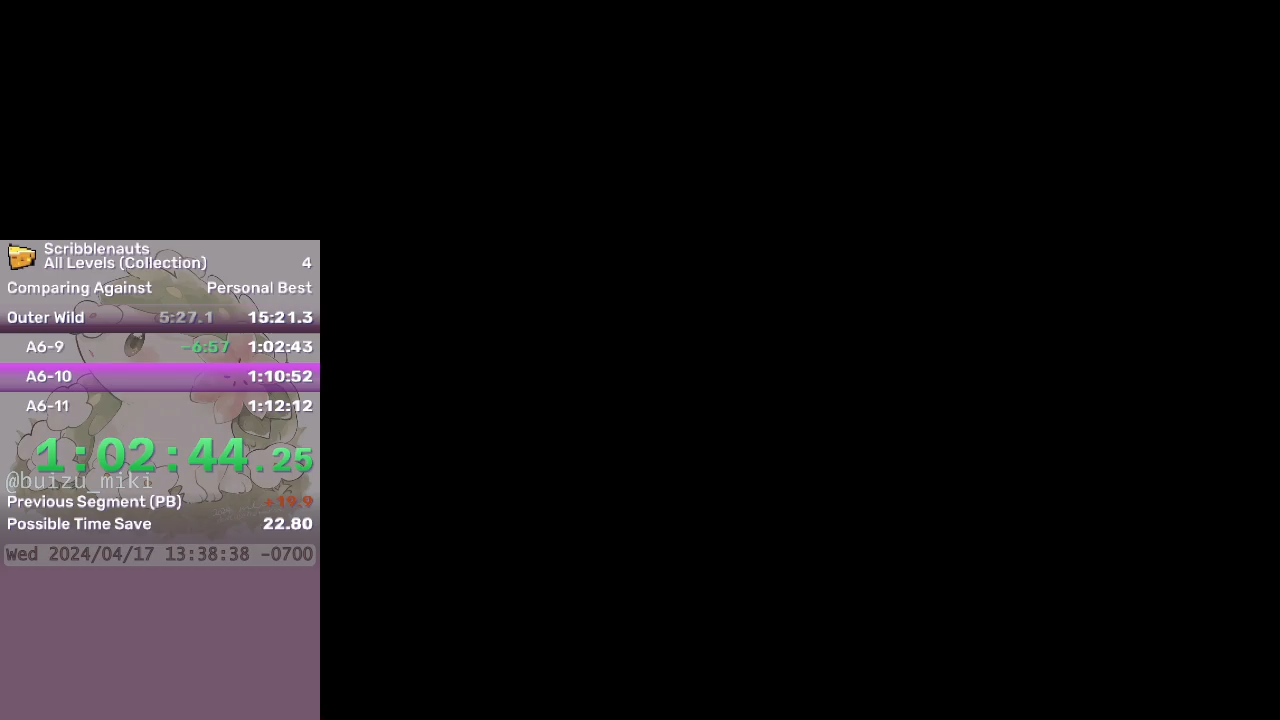 Scribblenauts
All Levels (Collection) 4
Comparing Against Personal Best
Outer Wild 5:27.1 15:21.3
A6-9 −6:57 1:02:43
A6-10 1:10:52
A6-11 1:12:12
1:02:44.25
@buizu_miki
Previous Segment (PB) +19.9
Possible Time Save 22.80
Wed 2024/04/17 13:38:38 -0700